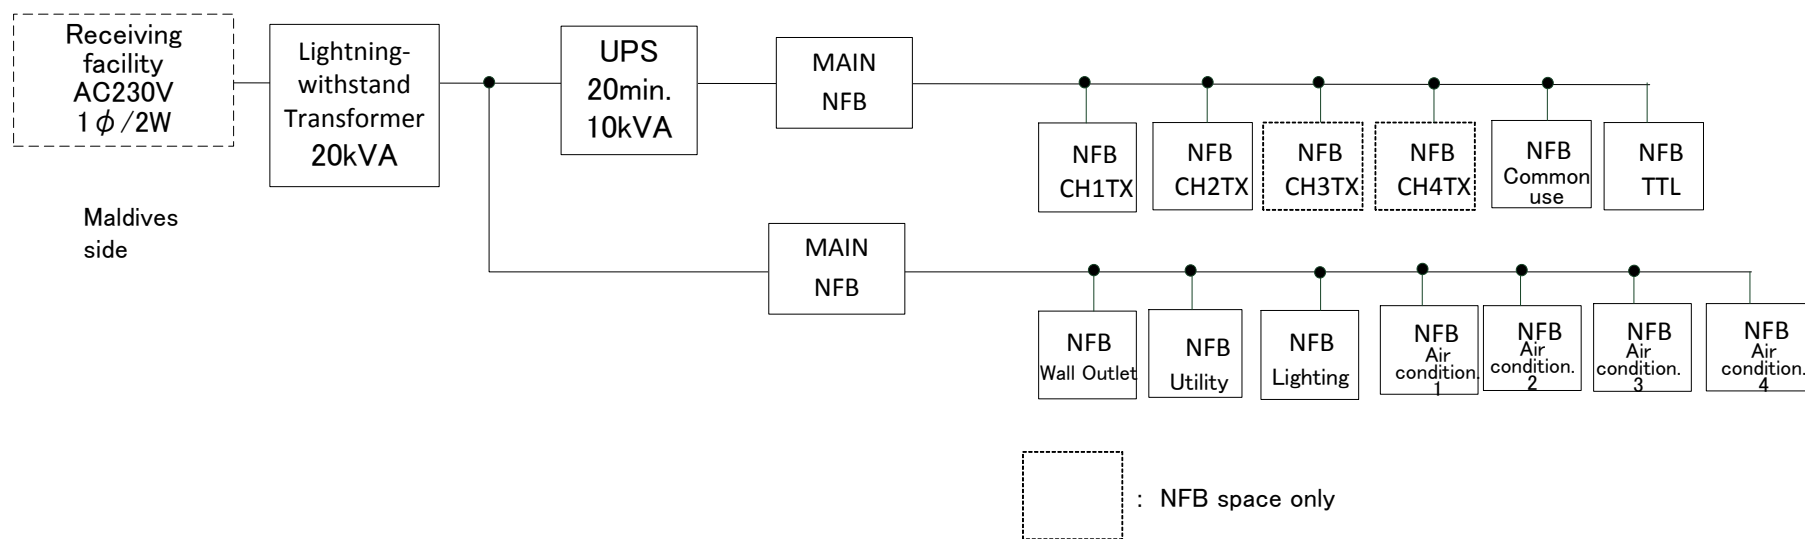 Receiving
facility
AC230V
1φ/2W
Lightning-
withstand
Transformer
20kVA
UPS
20min.
10kVA
MAIN
NFB
NFB
CH1TX
NFB
CH2TX
NFB
CH3TX
NFB
CH4TX
NFB
Common
use
NFB
TTL
Maldives
side
MAIN
NFB
NFB
Wall Outlet
NFB
Utility
NFB
Lighting
NFB
Air
condition.
1
NFB
Air
condition.
2
NFB
Air
condition.
3
NFB
Air
condition.
4
: NFB space only